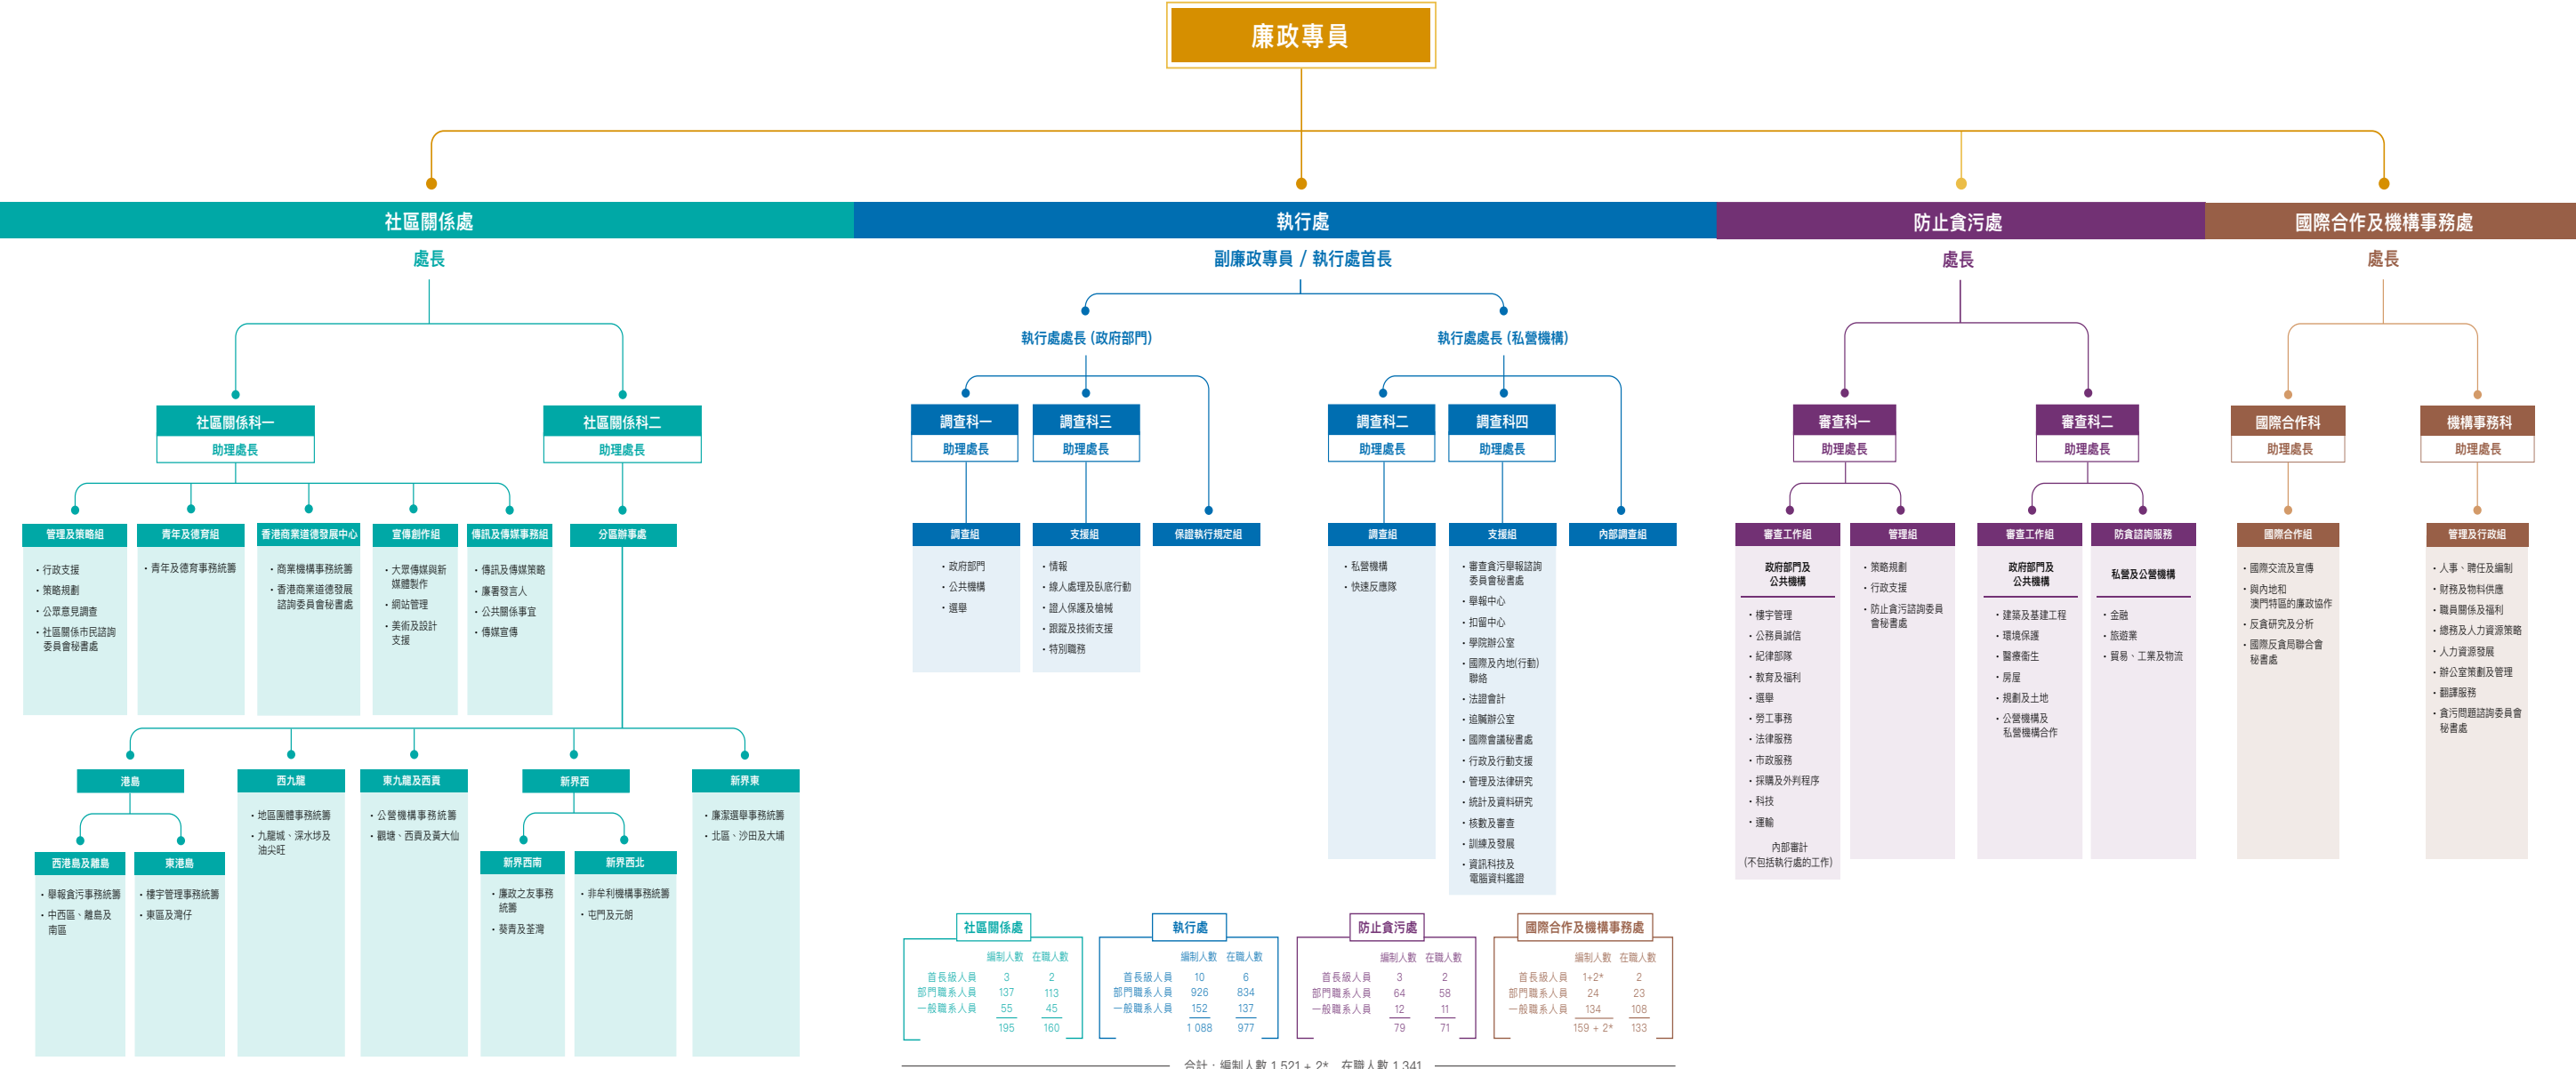 廉政專員
社區關係處
處長
社區關係科一
助理處長
管理及策略組
・行政支援
・策略規劃
・公眾意見調查
・社區關係市民諮詢
委員會秘書處
青年及德育組
・青年及德育事務統籌
香港商業道德發展中心
・商業機構事務統籌
・香港商業道德發展
諮詢委員會秘書處
宣傳創作組
・大眾傳媒與新
媒體製作
・網站管理
・美術及設計
支援
傳訊及傳媒事務組
・傳訊及傳媒策略
・廉署發言人
・公共關係事宜
・傳媒宣傳
社區關係科二
助理處長
分區辦事處
港島
西港島及離島
・舉報貪污事務統籌
・中西區、離島及
南區
東港島
・樓宇管理事務統籌
・東區及灣仔
西九龍
・地區團體事務統籌
・九龍城、深水埗及
油尖旺
東九龍及西貢
・公營機構事務統籌
・觀塘、西貢及黃大仙
新界西
新界西南
・廉政之友事務
統籌
・葵青及荃灣
新界西北
・非牟利機構事務統籌
・屯門及元朗
新界東
・廉潔選舉事務統籌
・北區、沙田及大埔
執行處
副廉政專員 / 執行處首長
執行處處長 (政府部門)
調查科一
助理處長
調查組
・政府部門
・公共機構
・選舉
調查科三
助理處長
支援組
・情報
・線人處理及臥底行動
・證人保護及槍械
・跟蹤及技術支援
・特別職務
保證執行規定組
執行處處長 (私營機構)
調查科二
助理處長
調查組
・私營機構
・快速反應隊
調查科四
助理處長
支援組
・審查貪污舉報諮詢
委員會秘書處
・舉報中心
・扣留中心
・學院辦公室
・國際及內地(行動)
聯絡
・法證會計
・追贓辦公室
・國際會議秘書處
・行政及行動支援
・管理及法律研究
・統計及資料研究
・核數及審查
・訓練及發展
・資訊科技及
電腦資料鑑證
內部調查組
防止貪污處
處長
審查科一
助理處長
審查工作組
政府部門及
公共機構
・樓宇管理
・公務員誠信
・紀律部隊
・教育及福利
・選舉
・勞工事務
・法律服務
・市政服務
・採購及外判程序
・科技
・運輸
內部審計
(不包括執行處的工作)
管理組
・策略規劃
・行政支援
・防止貪污諮詢委員
會秘書處
審查科二
助理處長
審查工作組
政府部門及
公共機構
・建築及基建工程
・環境保護
・醫療衞生
・房屋
・規劃及土地
・公營機構及
私營機構合作
防貪諮詢服務
私營及公營機構
・金融
・旅遊業
・貿易、工業及物流
國際合作及機構事務處
處長
國際合作科
助理處長
國際合作組
・國際交流及宣傳
・與內地和
澳門特區的廉政協作
・反貪研究及分析
・國際反貪局聯合會
秘書處
機構事務科
助理處長
管理及行政組
・人事、聘任及編制
・財務及物料供應
・職員關係及福利
・總務及人力資源策略
・人力資源發展
・辦公室策劃及管理
・翻譯服務
・貪污問題諮詢委員會
秘書處
社區關係處
編制人數 在職人數
首長級人員 3 2
部門職系人員 137 113
一般職系人員 55 45
195 160
執行處
編制人數 在職人數
首長級人員 10 6
部門職系人員 926 834
一般職系人員 152 137
1 088 977
防止貪污處
編制人數 在職人數
首長級人員 3 2
部門職系人員 64 58
一般職系人員 12 11
79 71
國際合作及機構事務處
編制人數 在職人數
首長級人員 1+2* 2
部門職系人員 24 23
一般職系人員 134 108
159 + 2* 133
合計：編制人數 1 521 + 2* 在職人數 1 341